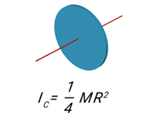 I_C = 1/4 MR²